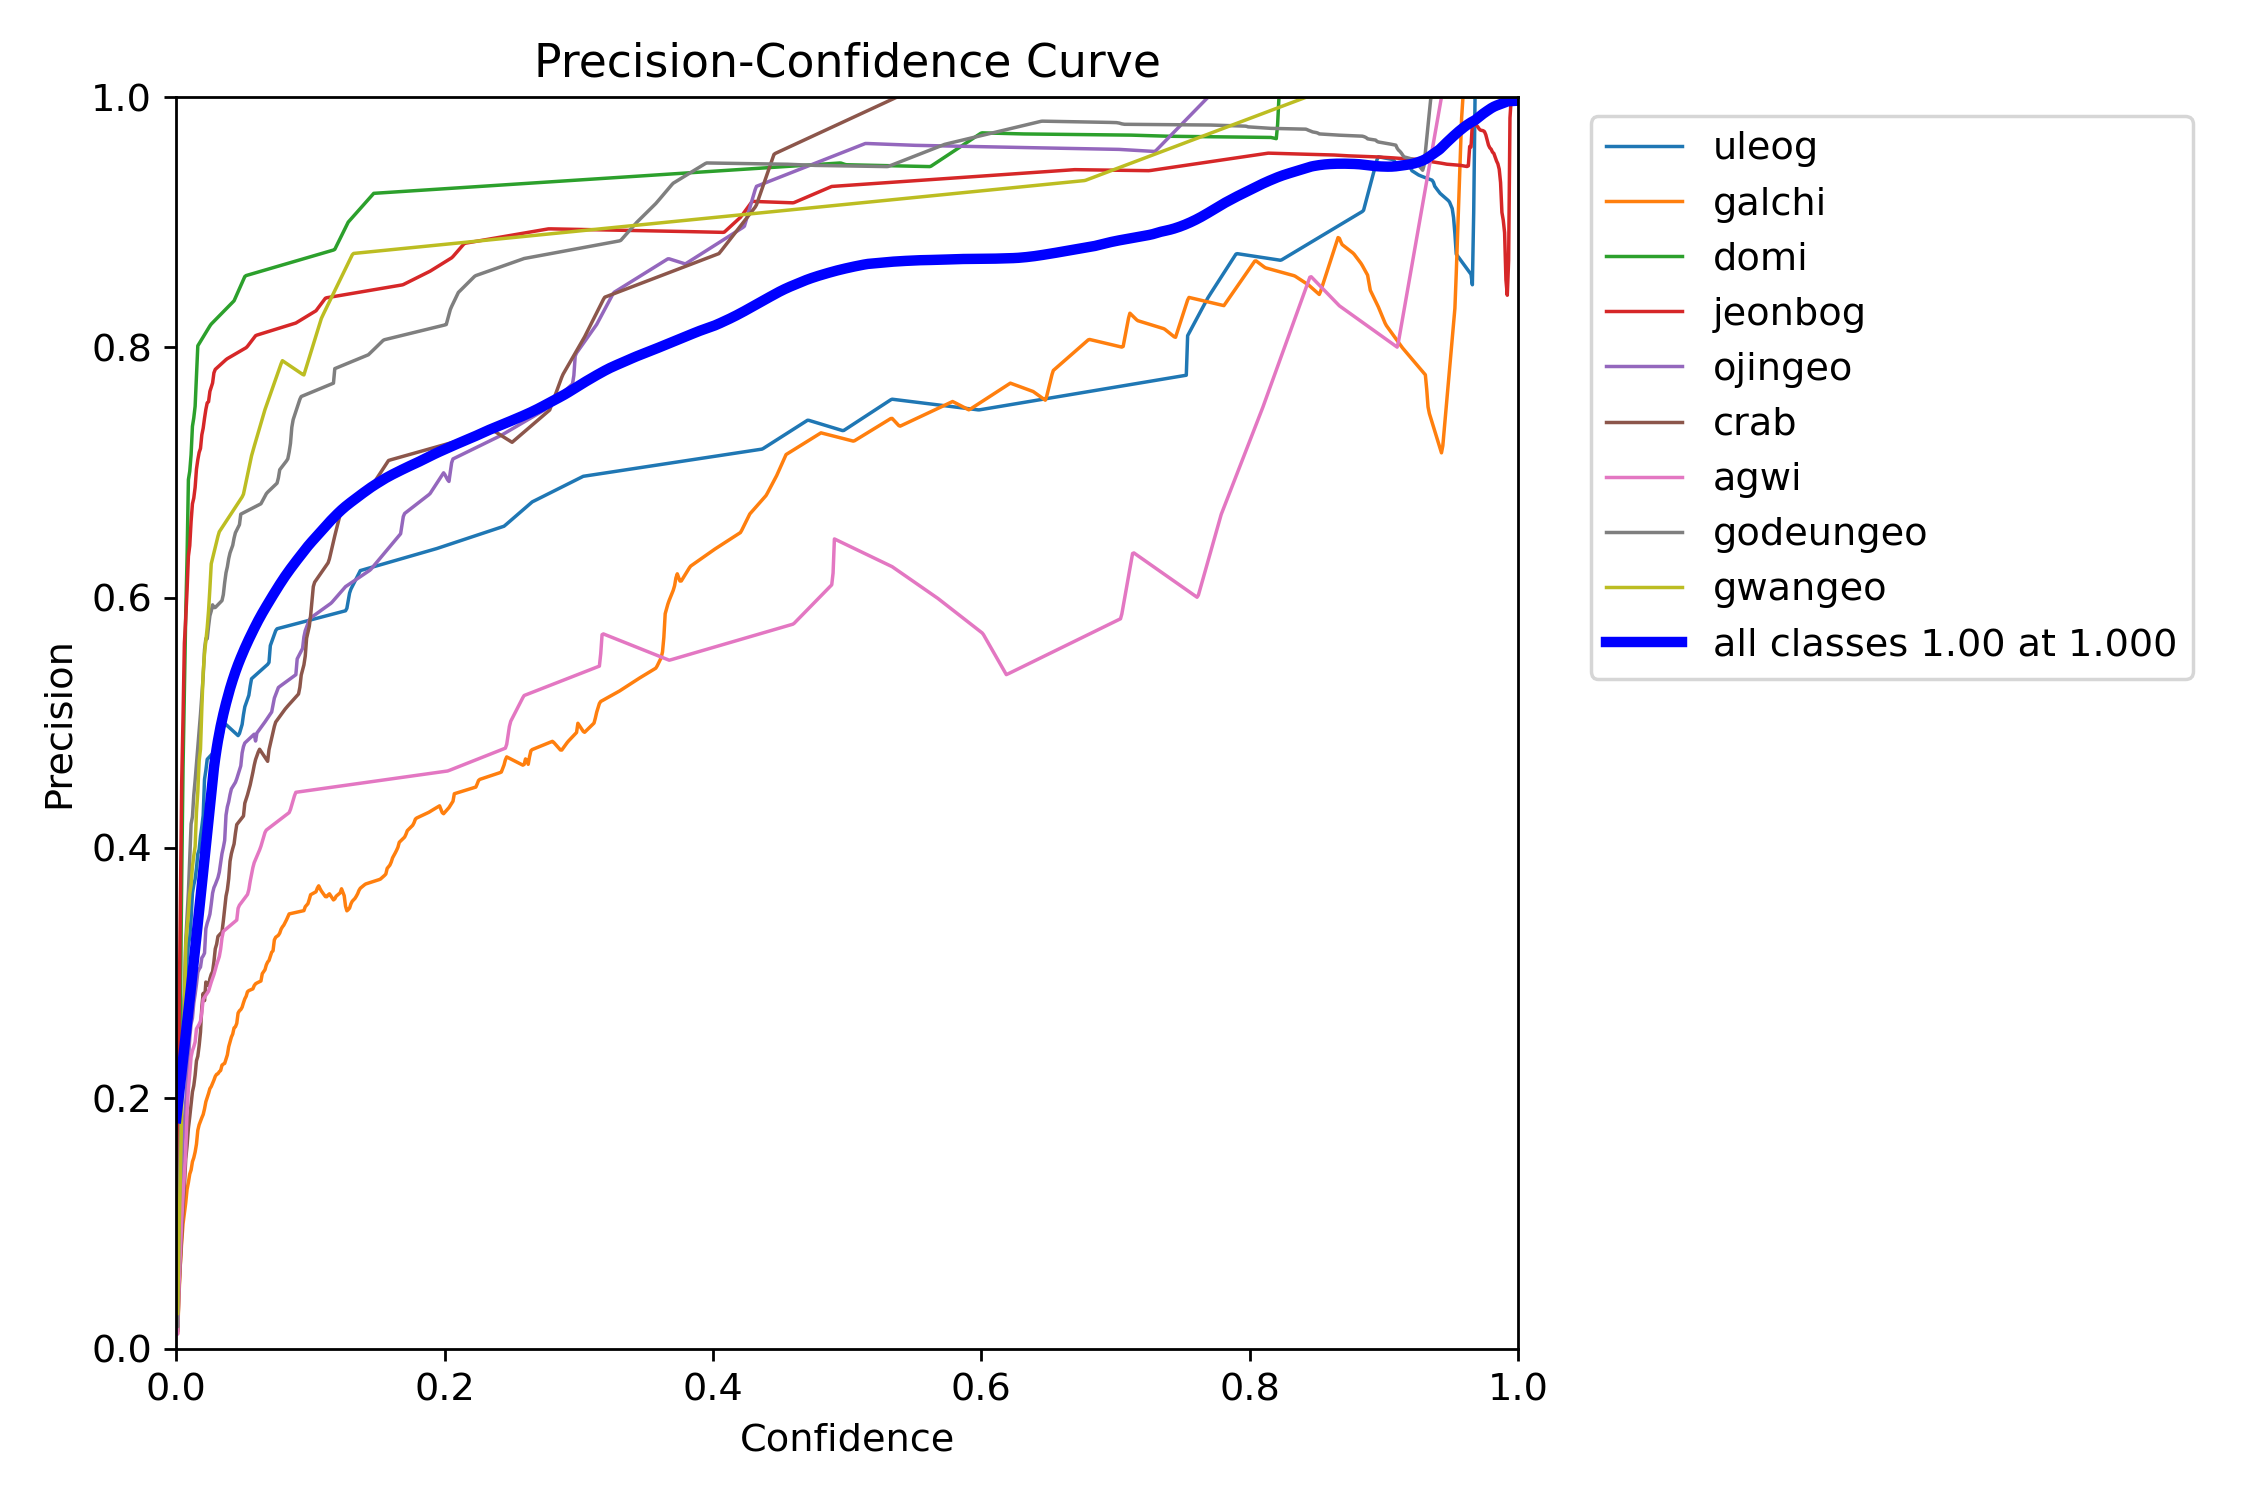 Precision-Confidence Curve
1.0
0.8
0.6
0.4
0.2
0.0
Precision
0.0 0.2 0.4 0.6 0.8 1.0
Confidence
uleog
galchi
domi
jeonbog
ojingeo
crab
agwi
godeungeo
gwangeo
all classes 1.00 at 1.000